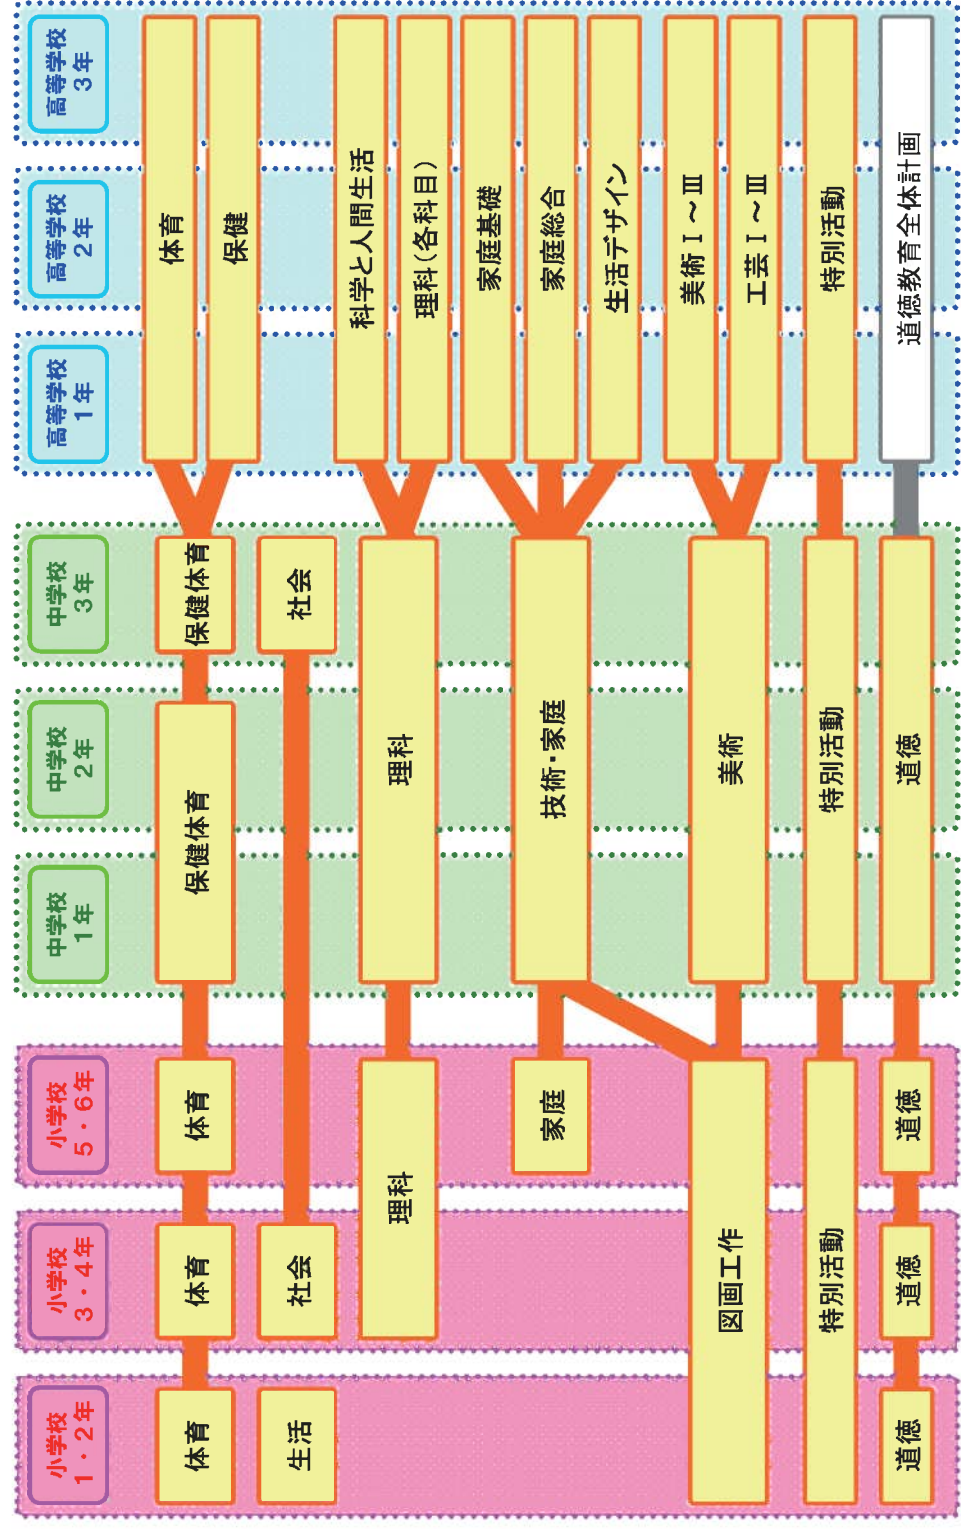 小学校
1・2年
小学校
3・4年
小学校
5・6年
中学校
1年
中学校
2年
中学校
3年
高等学校
1年
高等学校
2年
高等学校
3年
体育
体育
体育
保健体育
保健体育
体育
保健
生活
社会
社会
理科
理科
科学と人間生活
理科(各科目)
家庭
技術・家庭
家庭基礎
家庭総合
生活デザイン
図画工作
美術
美術Ⅰ~Ⅲ
工芸Ⅰ~Ⅲ
特別活動
特別活動
特別活動
道徳
道徳
道徳
道徳
道徳教育全体計画